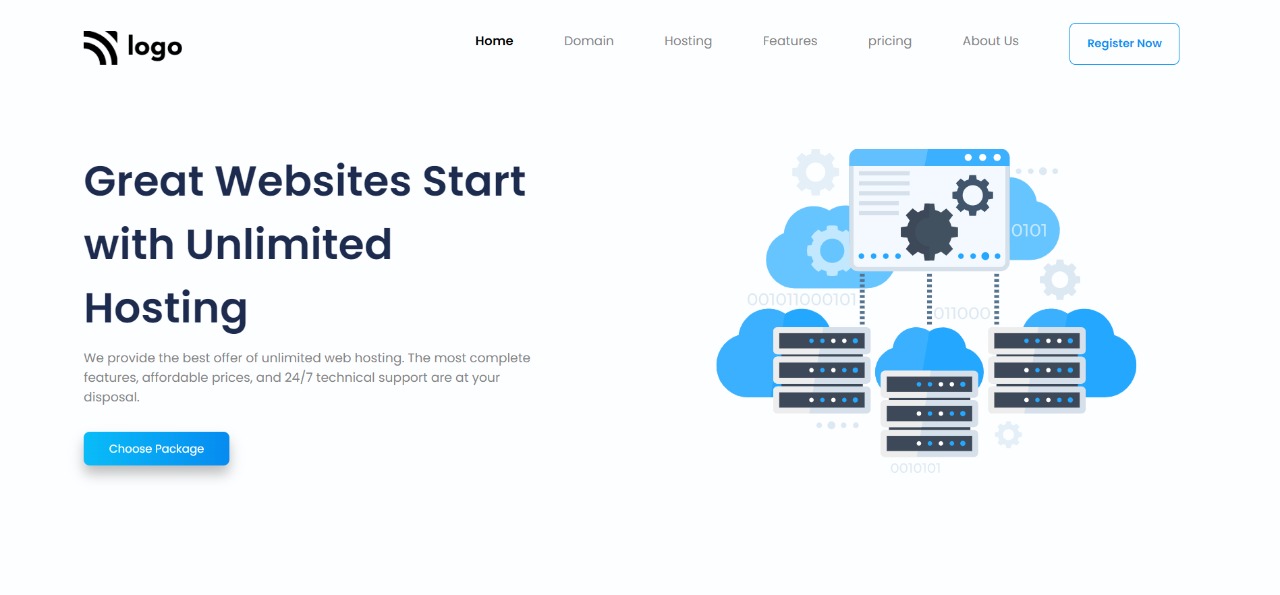 logo
Home Domain Hosting Features pricing About Us Register Now
Great Websites Start
with Unlimited
Hosting
We provide the best offer of unlimited web hosting. The most complete
features, affordable prices, and 24/7 technical support are at your
disposal.
Choose Package
0101
001011000101
011000
0010101